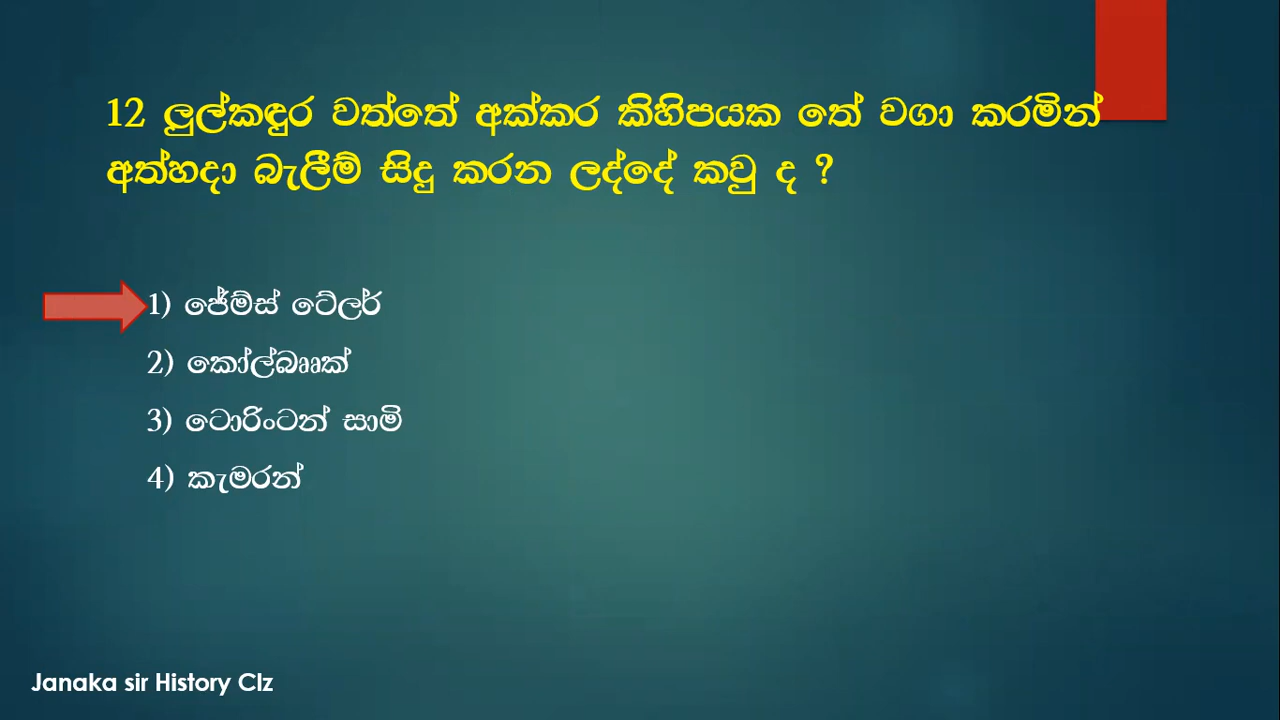 12 ලුල්කඳුර වත්තේ අක්කර කිහිපයක තේ වගා කරමින්
අත්හදා බැලීම් සිදු කරන ලද්දේ කවු ද ?
1) ජේම්ස් ටේලර්
2) කෝල්බෲක්
3) ටොරිංටන් සාමි
4) කැමරන්
Janaka sir History Clz